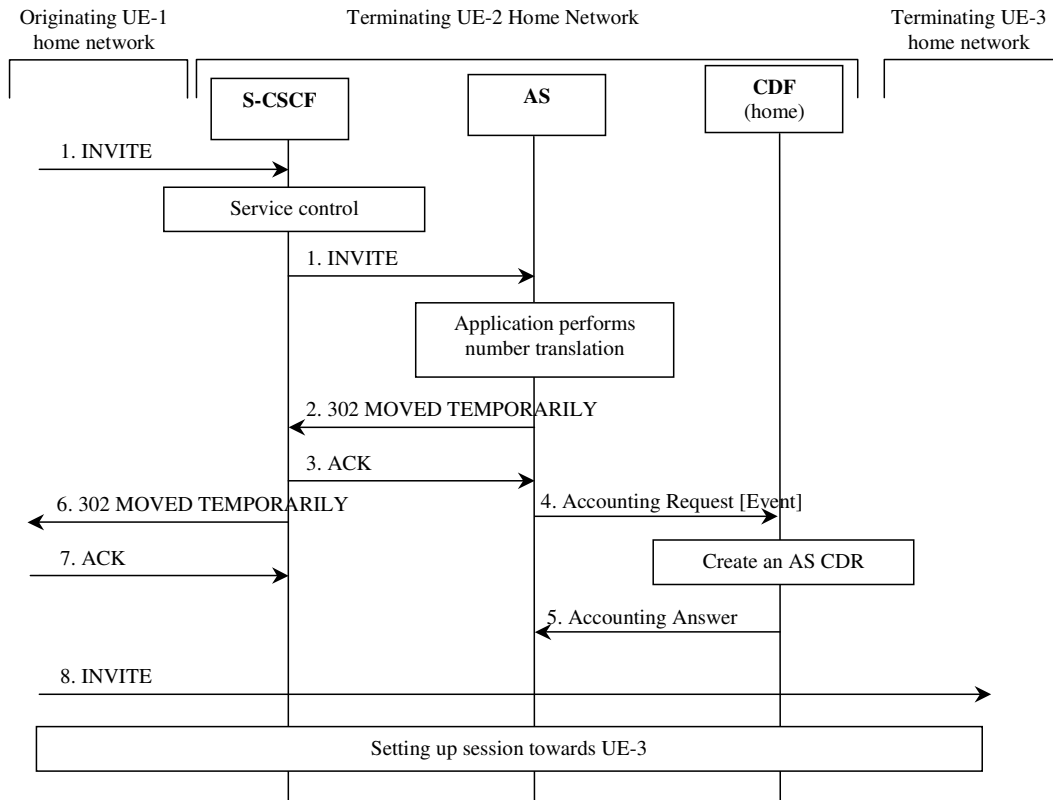 Originating UE-1
home network
Terminating UE-2 Home Network
Terminating UE-3
home network
S-CSCF
AS
CDF
(home)
1. INVITE
Service control
1. INVITE
Application performs
number translation
2. 302 MOVED TEMPORARILY
3. ACK
6. 302 MOVED TEMPORARILY
4. Accounting Request [Event]
7. ACK
Create an AS CDR
5. Accounting Answer
8. INVITE
Setting up session towards UE-3